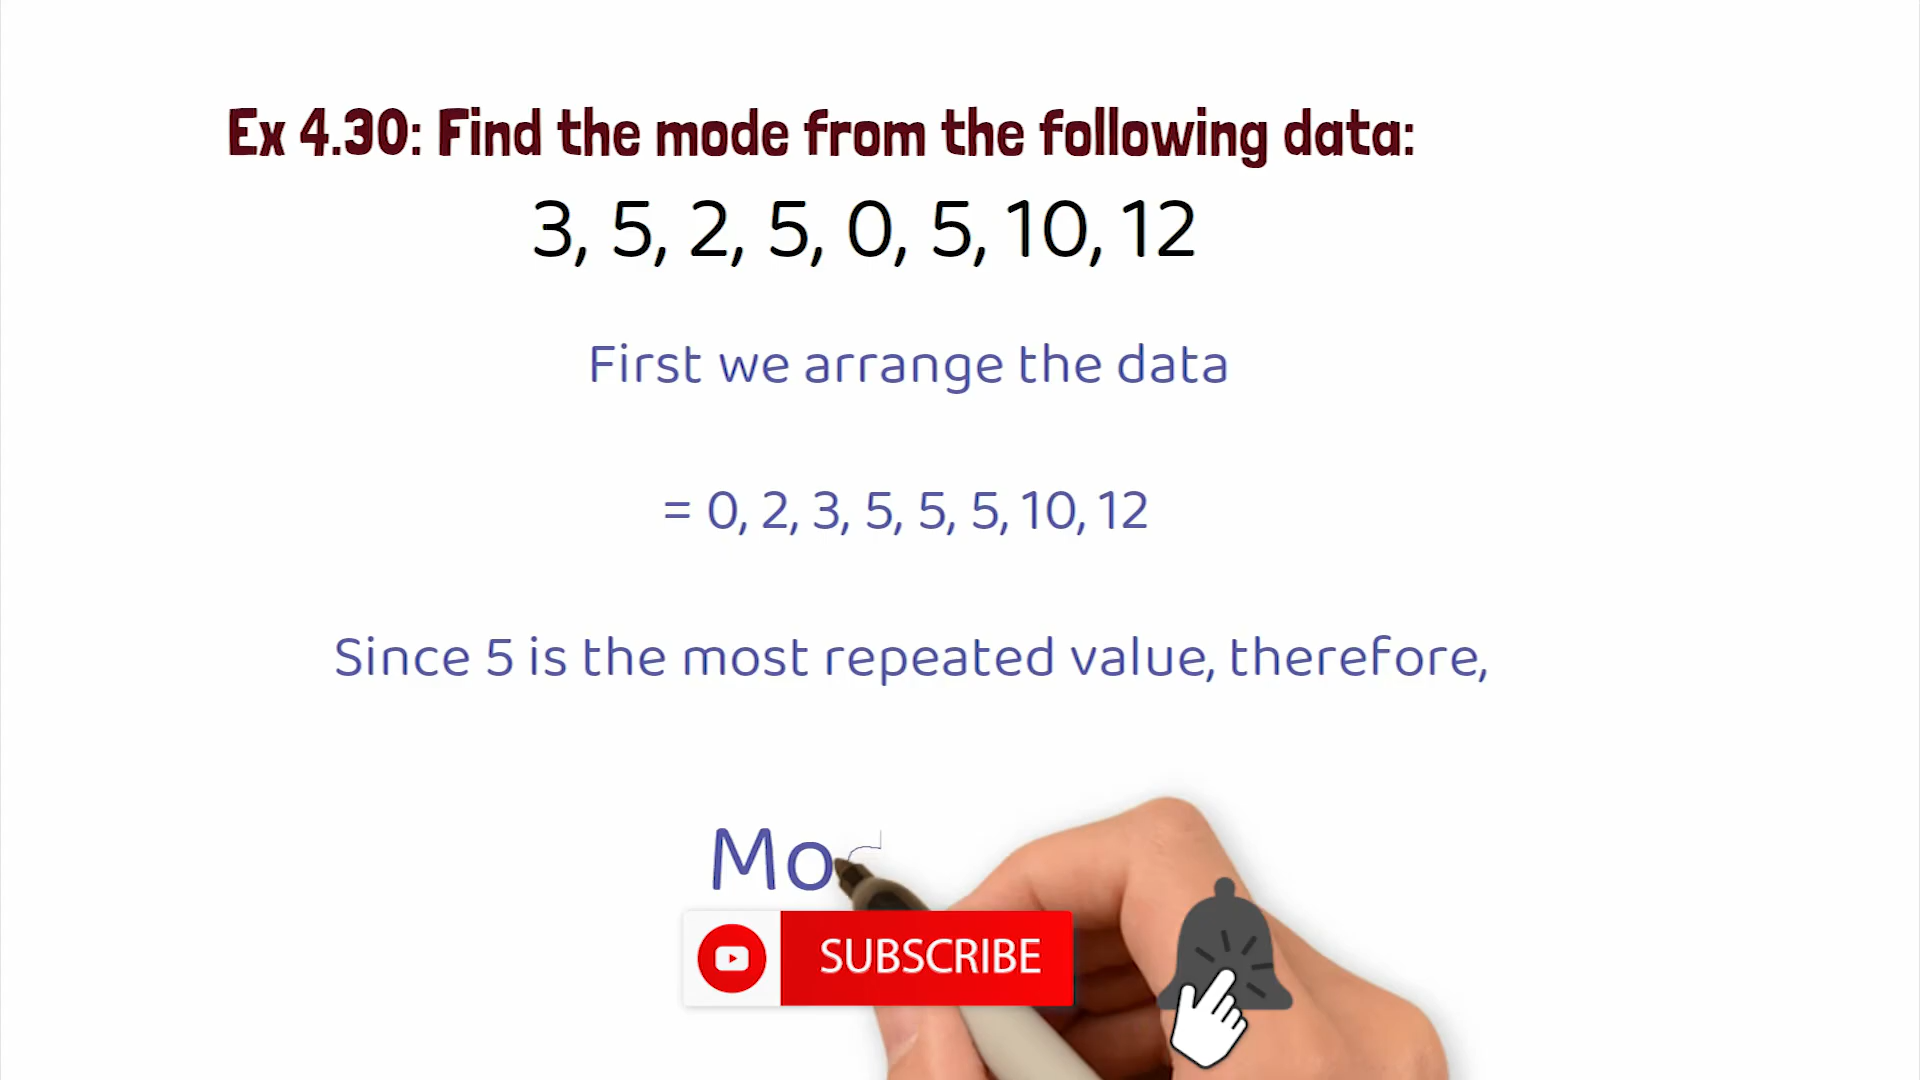 Ex 4.30: Find the mode from the following data:
3, 5, 2, 5, 0, 5, 10, 12
First we arrange the data
= 0, 2, 3, 5, 5, 5, 10, 12
Since 5 is the most repeated value, therefore,
Mo
SUBSCRIBE